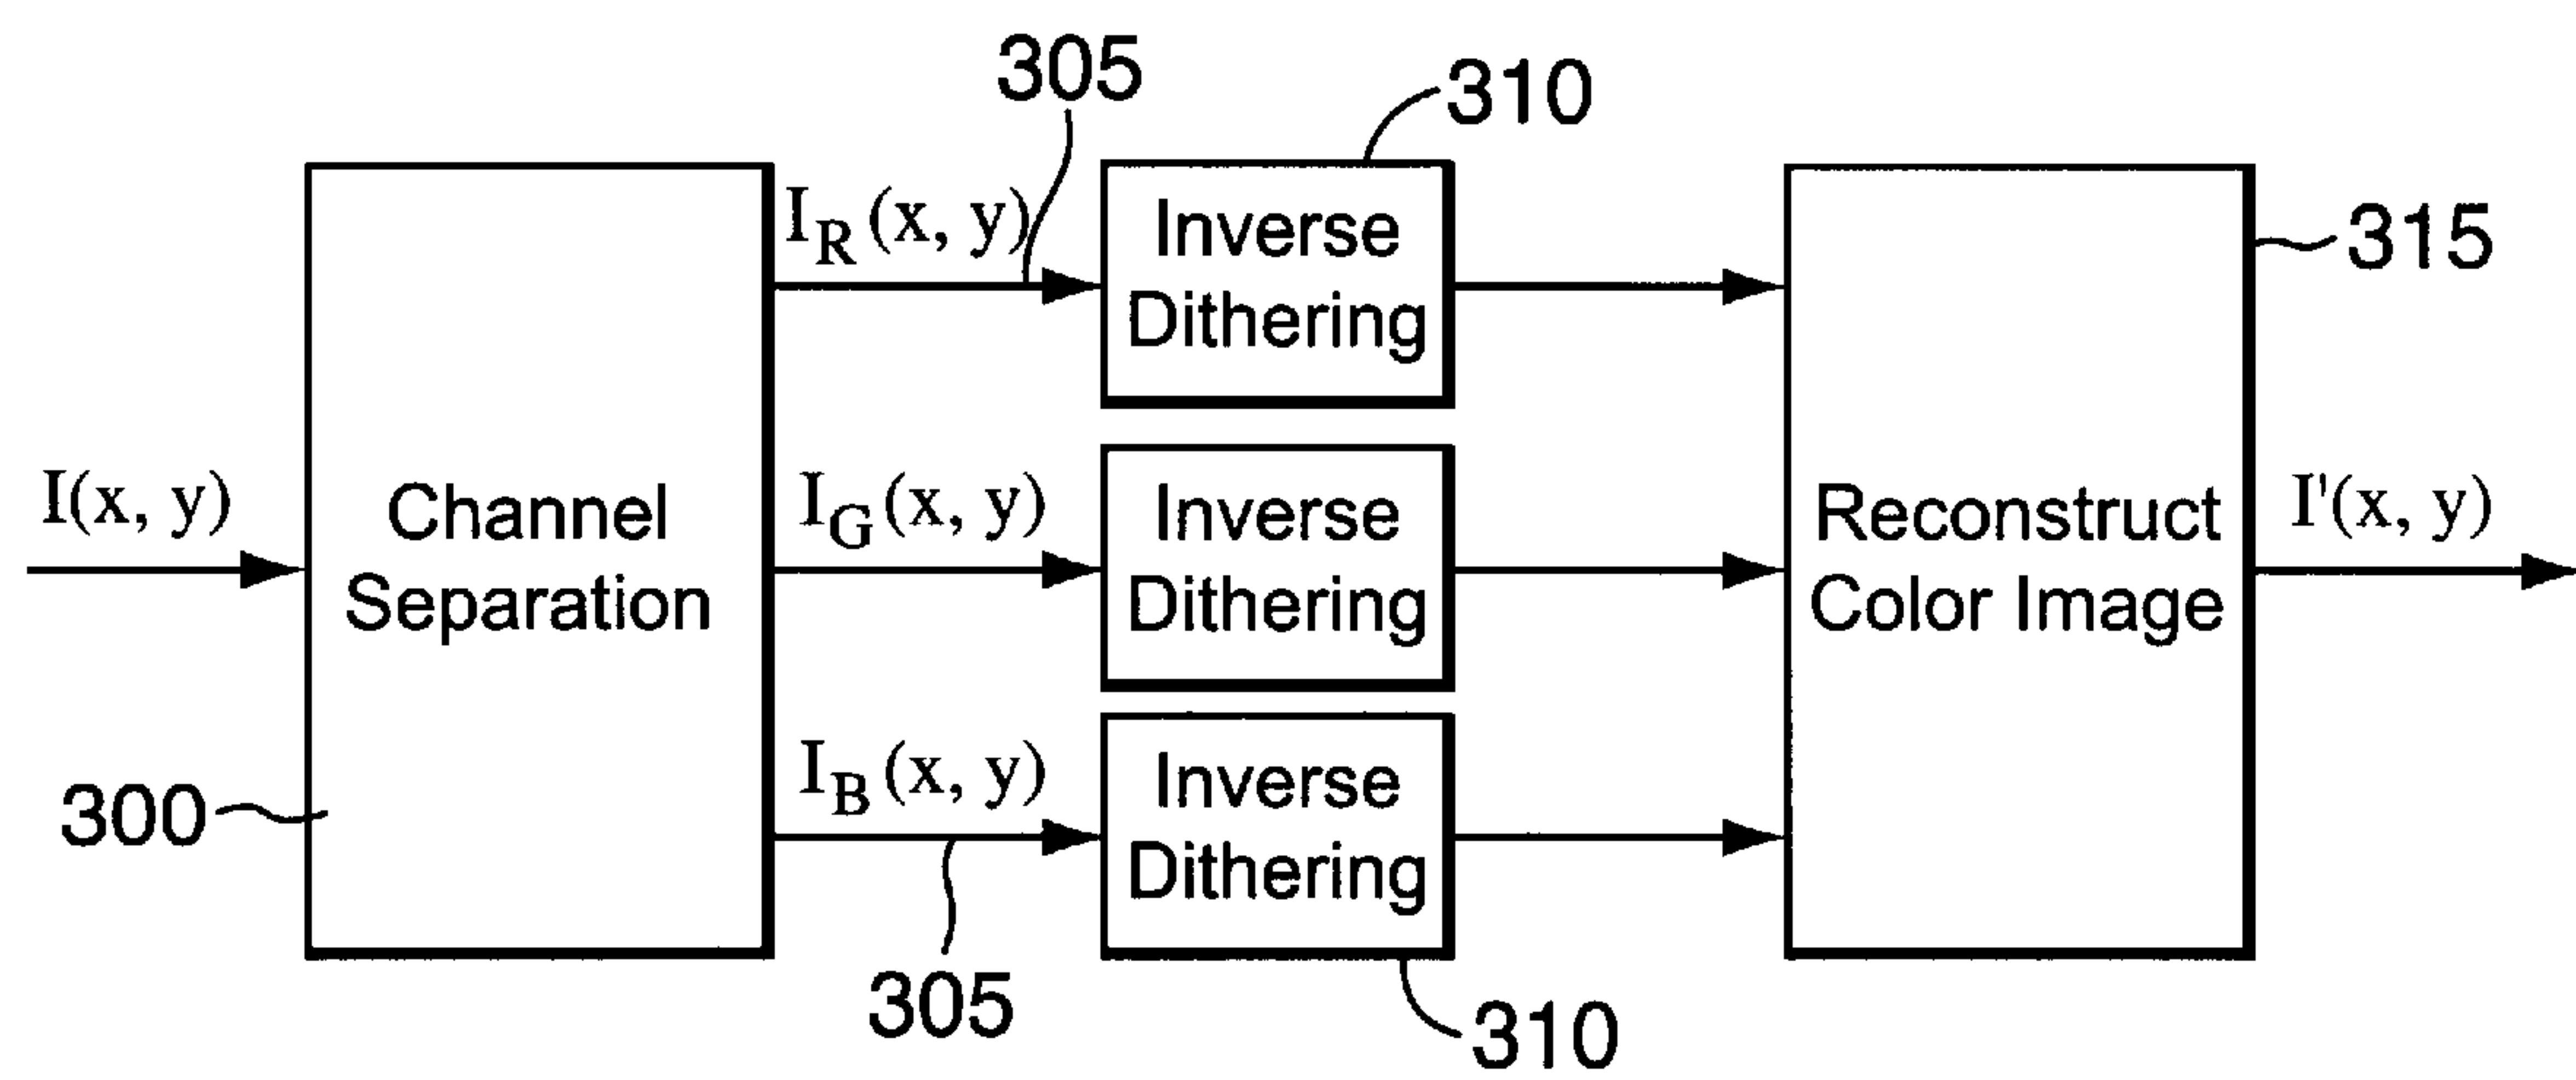 305
310
I_R (x, y)
Inverse
Dithering
315
I(x, y)
Channel
Separation
I_G (x, y)
Inverse
Dithering
Reconstruct
Color Image
I'(x, y)
300
I_B (x, y)
Inverse
Dithering
305
310